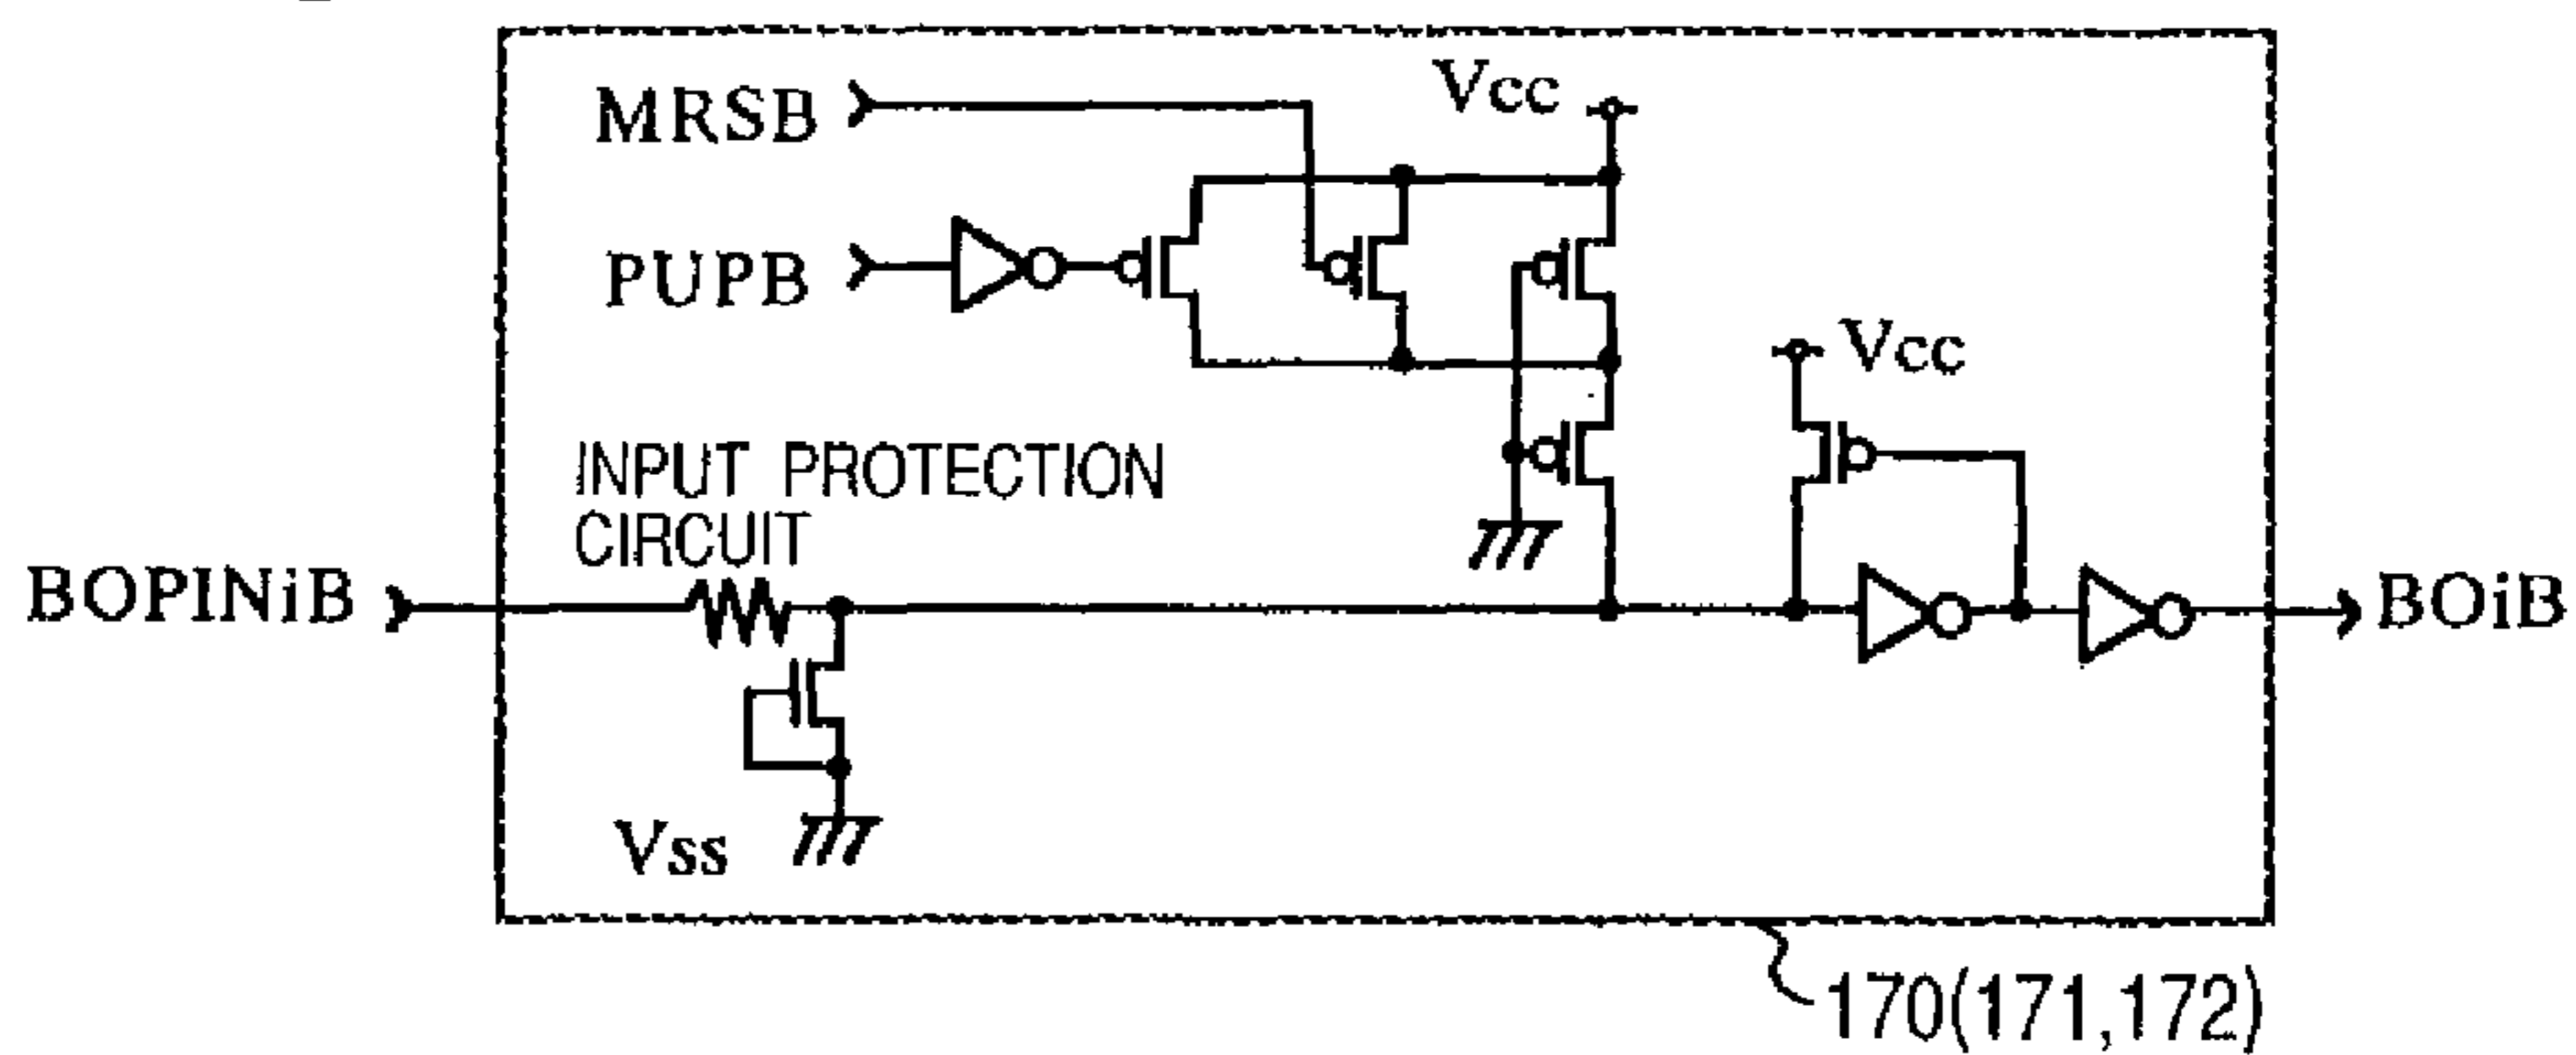 MRSB
Vcc
PUPB
Vcc
INPUT PROTECTION
CIRCUIT
BOPINiB
BOiB
Vss
170(171,172)